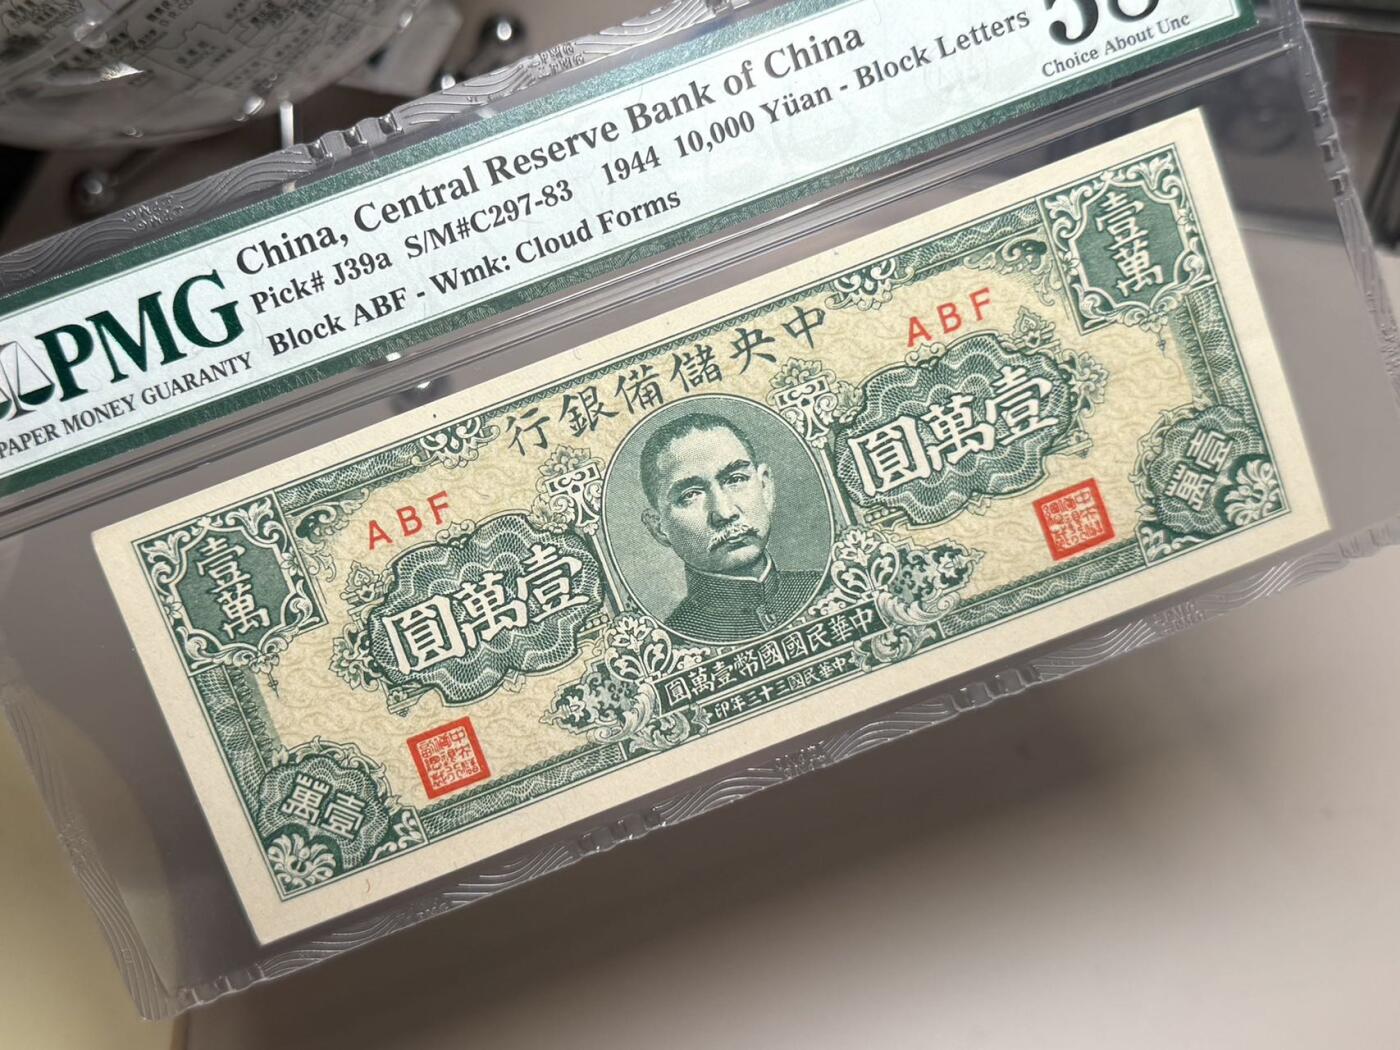 China, Central Reserve Bank of China
Pick# J39a S/M#C297-83 1944 10,000 Yüan - Block Letters
Block ABF - Wmk: Cloud Forms
58
Choice About Unc
PMG
PAPER MONEY GUARANTY
壹萬
行銀備儲央中
壹萬
ABF
ABF
圓萬壹
圓萬壹
圓萬壹幣國國民華中
印年三十三國民華中
壹萬
壹萬